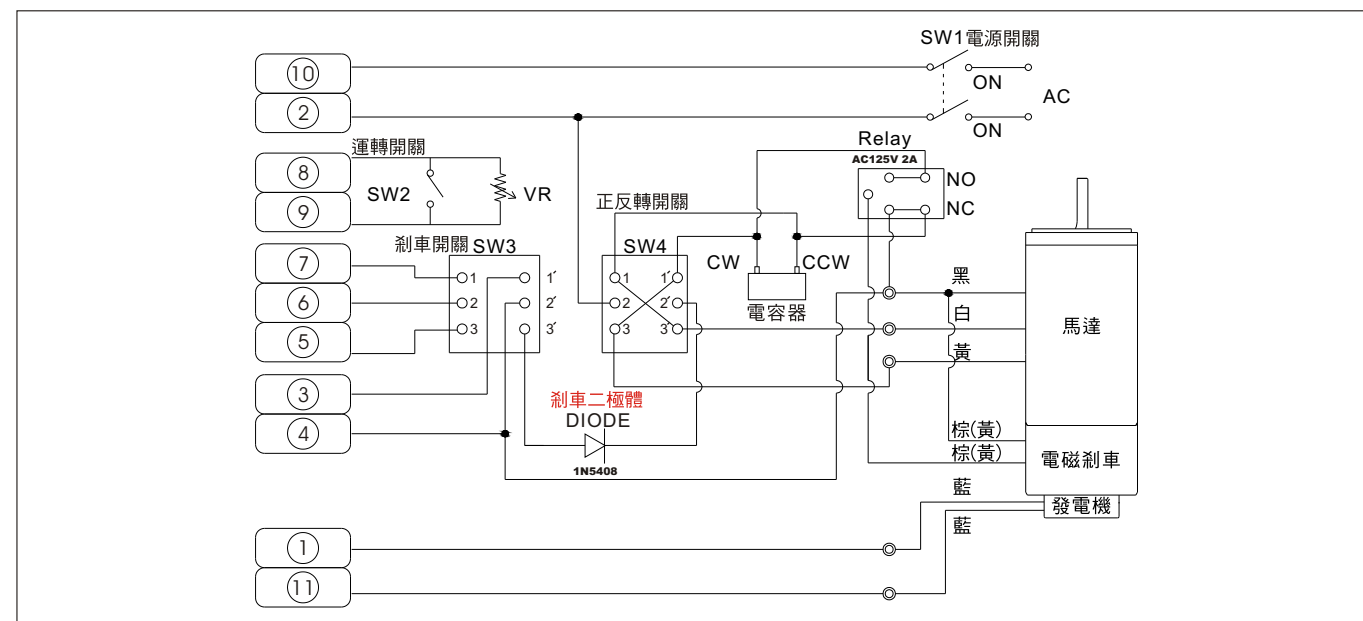 SW1電源開關
⑩
ON
AC
②
ON
Relay
AC125V 2A
運轉開關
⑧
NO
SW2
VR
⑨
NC
正反轉開關
剎車開關 SW3
SW4
⑦
1
1′
1
1′
CW
CCW
黑
⑥
2
2′
2
2′
電容器
白
⑤
3
3′
3
3′
馬達
黃
③
剎車二極體
DIODE
④
棕(黃)
1N5408
棕(黃)
電磁剎車
藍
發電機
藍
①
⑪